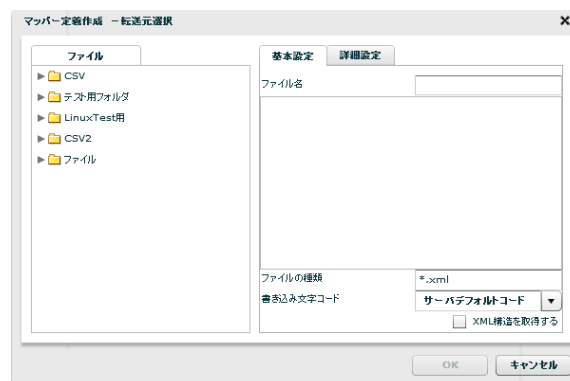 マッパー定義作成 －転送元選択
ファイル
CSV
テスト用フォルダ
LinuxTest用
CSV2
ファイル
基本設定 詳細設定
ファイル名
ファイルの種類 *.xml
書き込み文字コード サーバデフォルトコード
XML構造を取得する
OK キャンセル